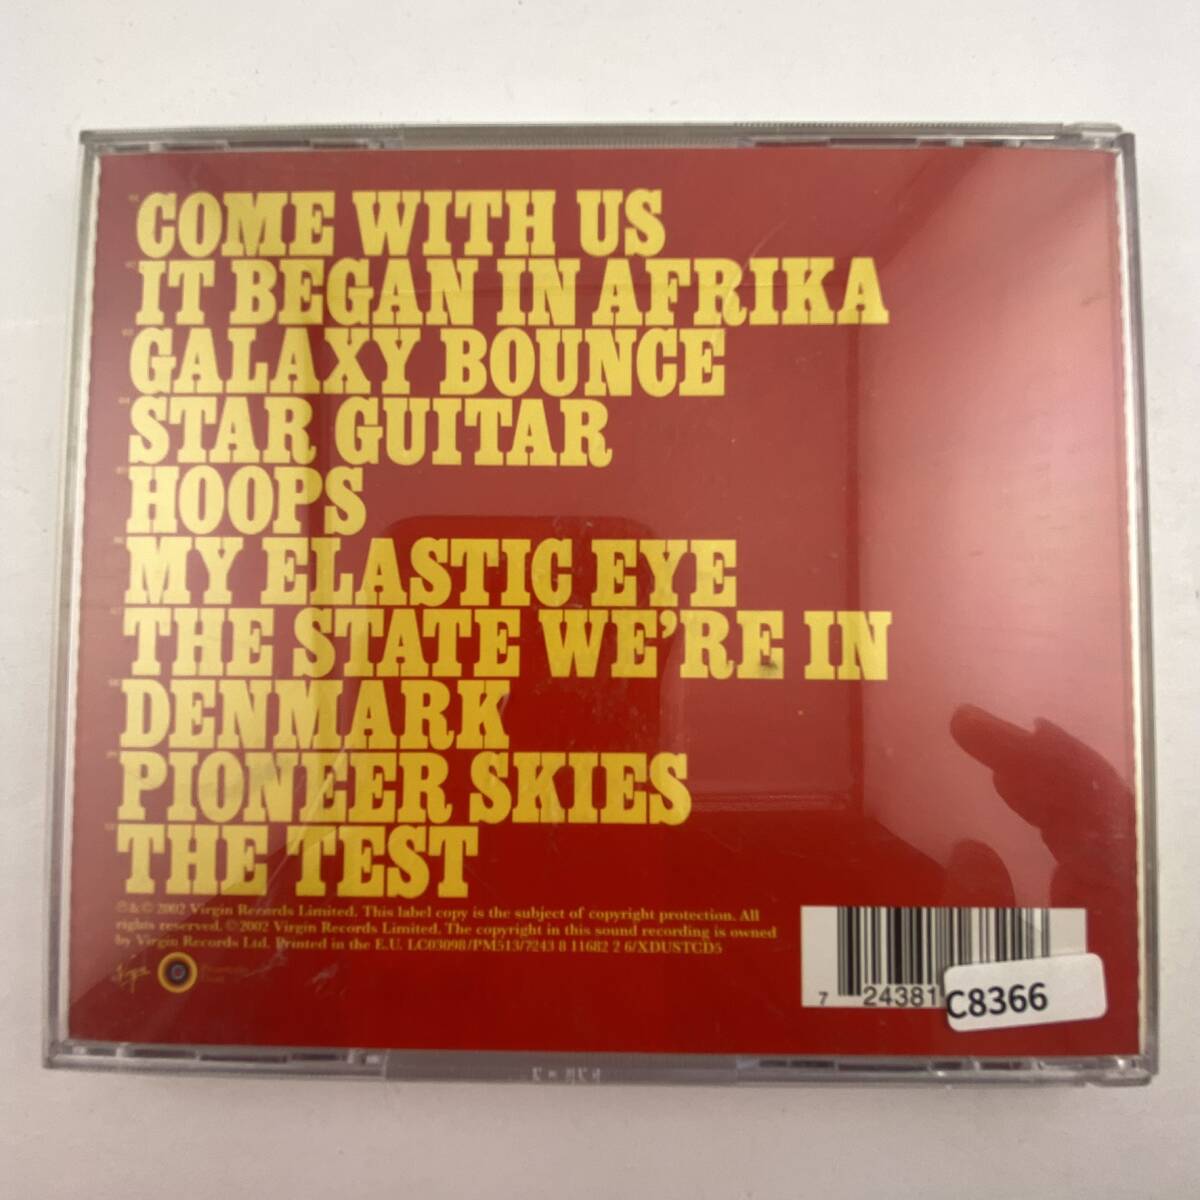 COME WITH US
IT BEGAN IN AFRIKA
GALAXY BOUNCE
STAR GUITAR
HOOPS
MY ELASTIC EYE
THE STATE WE'RE IN
DENMARK
PIONEER SKIES
THE TEST
℗&© 2002 Virgin Records Limited. This label copy is the subject of copyright protection. All
rights reserved. ©2002 Virgin Records Limited. The copyright in this sound recording is owned
by Virgin Records Ltd. Printed in the E.U. LC03098/PM513/7243 8 11682 2 6/XDUSTCD5
Virgin
7 24381
C8366